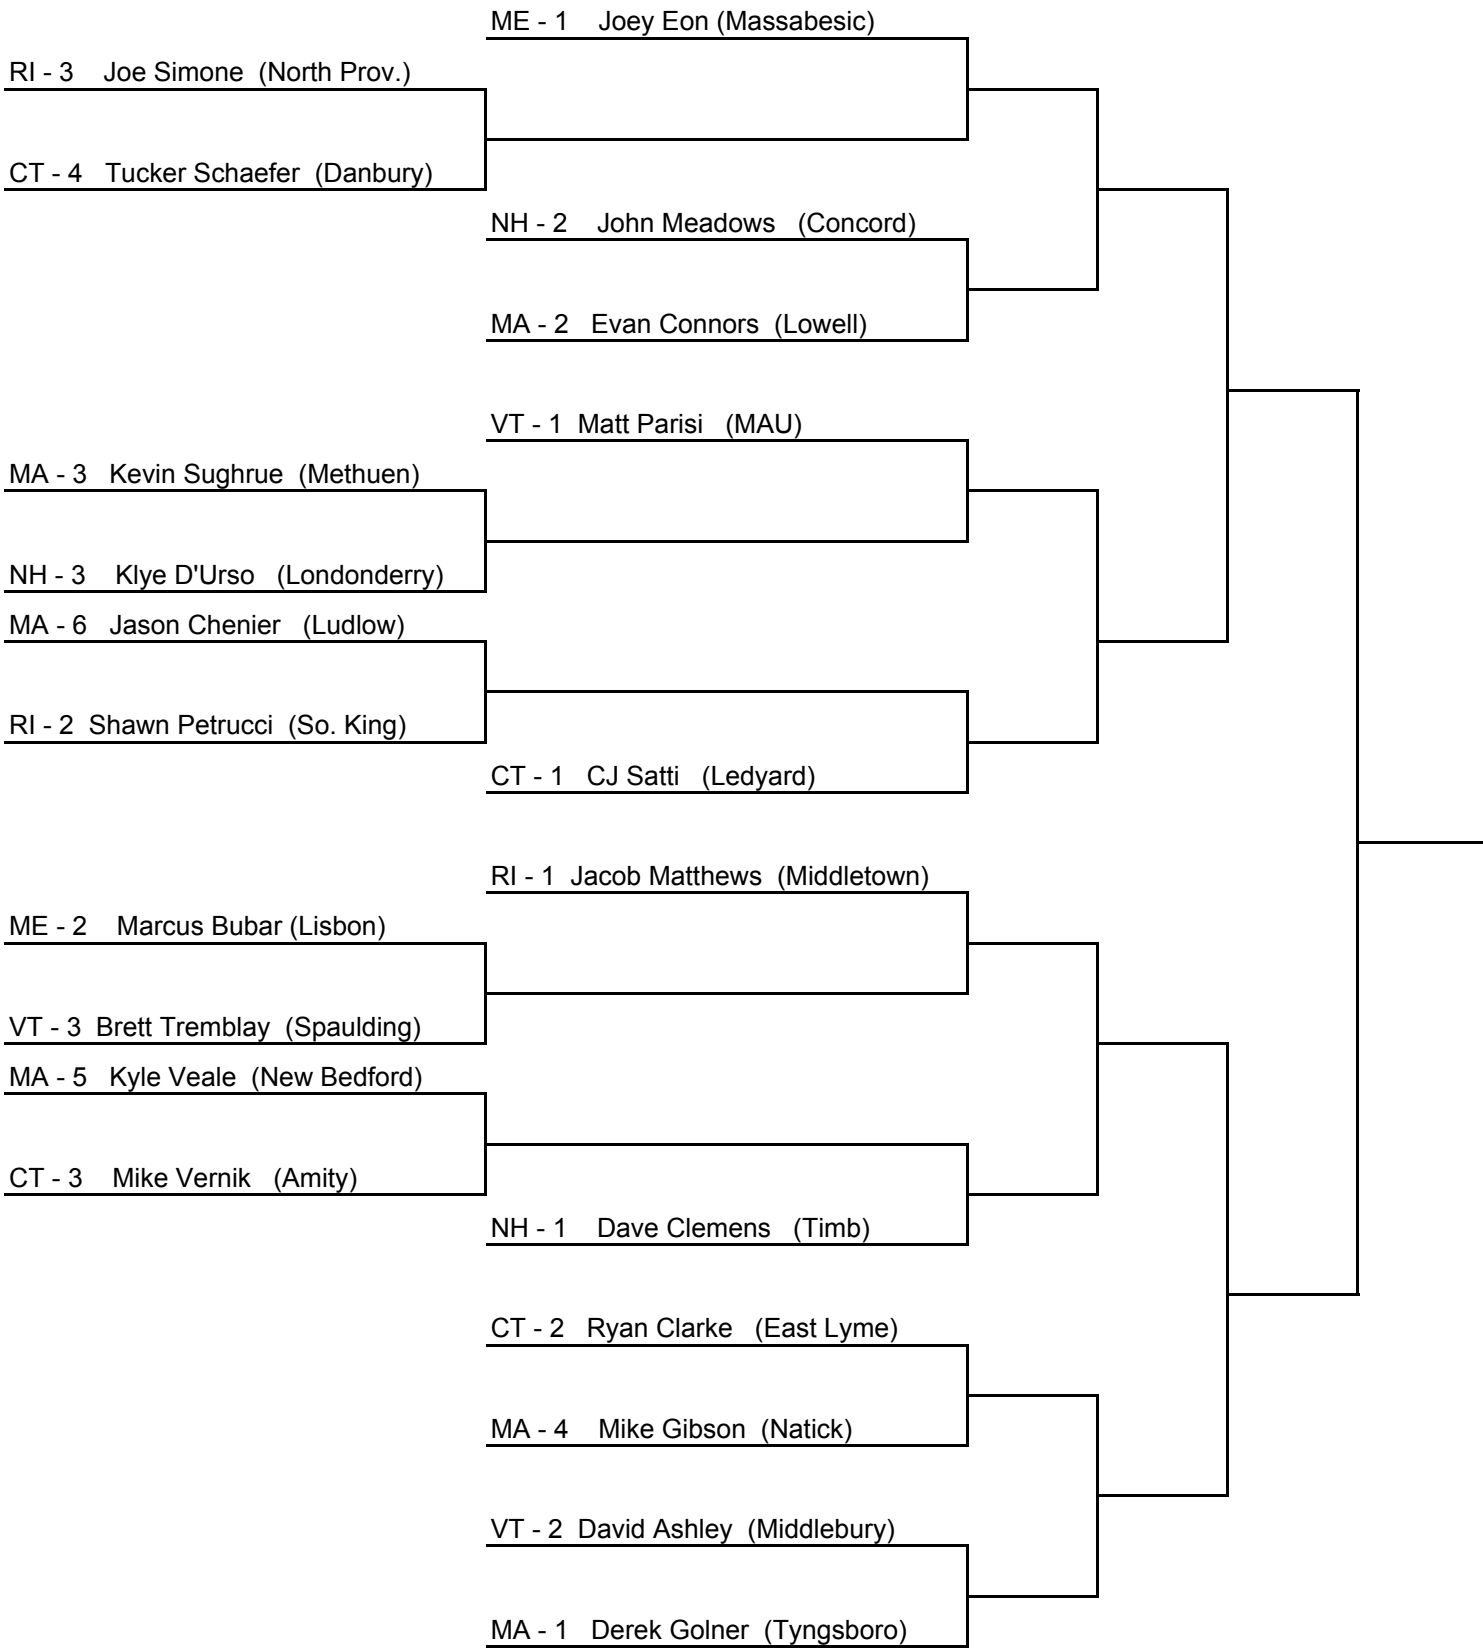 ME - 1 Joey Eon (Massabesic)
RI - 3 Joe Simone (North Prov.)
CT - 4 Tucker Schaefer (Danbury)
NH - 2 John Meadows (Concord)
MA - 2 Evan Connors (Lowell)
VT - 1 Matt Parisi (MAU)
MA - 3 Kevin Sughrue (Methuen)
NH - 3 Klye D'Urso (Londonderry)
MA - 6 Jason Chenier (Ludlow)
RI - 2 Shawn Petrucci (So. King)
CT - 1 CJ Satti (Ledyard)
RI - 1 Jacob Matthews (Middletown)
ME - 2 Marcus Bubar (Lisbon)
VT - 3 Brett Tremblay (Spaulding)
MA - 5 Kyle Veale (New Bedford)
CT - 3 Mike Vernik (Amity)
NH - 1 Dave Clemens (Timb)
CT - 2 Ryan Clarke (East Lyme)
MA - 4 Mike Gibson (Natick)
VT - 2 David Ashley (Middlebury)
MA - 1 Derek Golner (Tyngsboro)